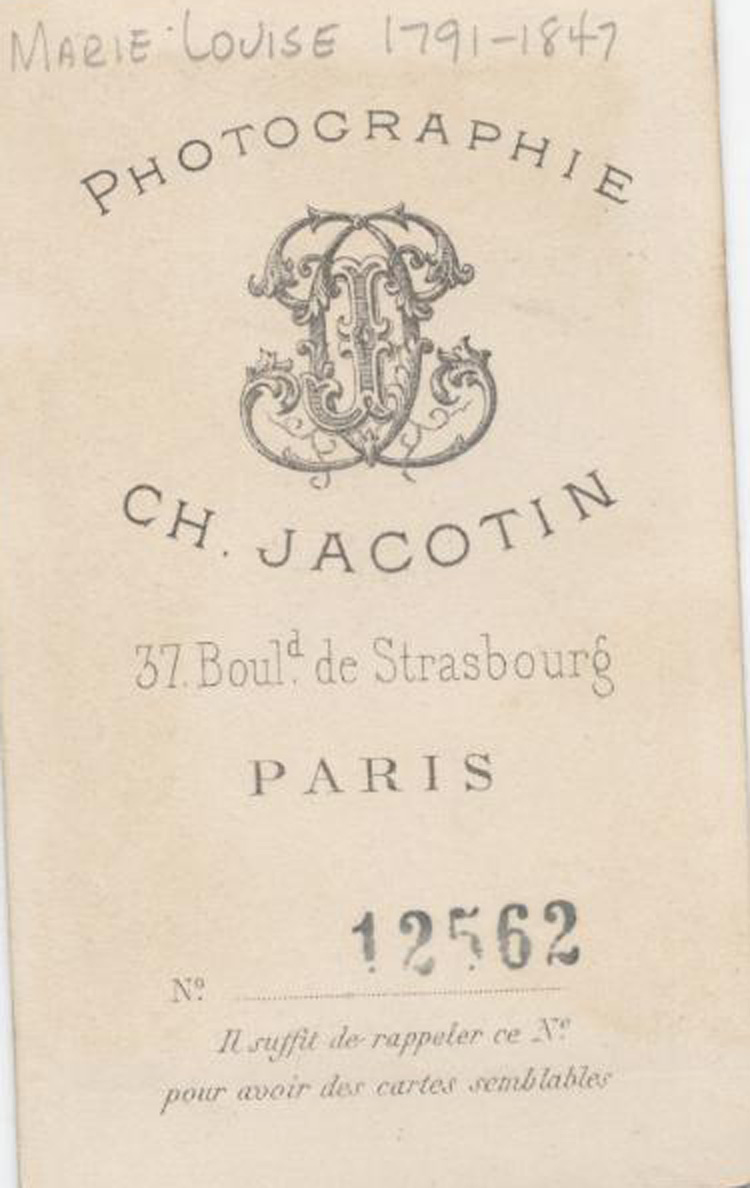 MARIE-LOUISE 1791-1847
PHOTOGRAPHIE
CH. JACOTIN
37. Boul.d de Strasbourg
PARIS
12562
Nº
Il suffit de rappeler ce Nº
pour avoir des cartes semblables